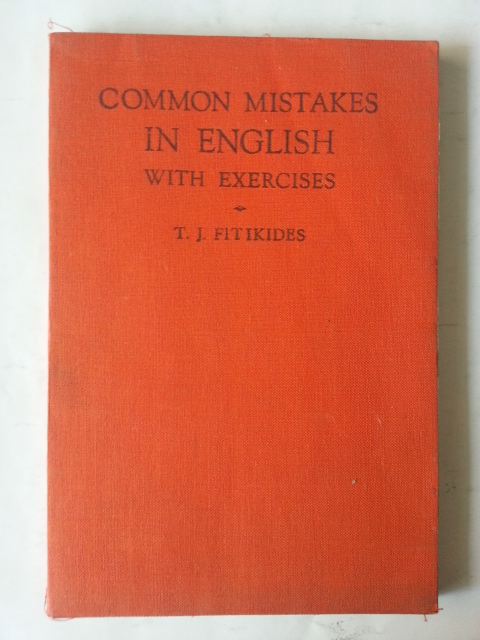 COMMON MISTAKES
IN ENGLISH
WITH EXERCISES
T. J. FITIKIDES